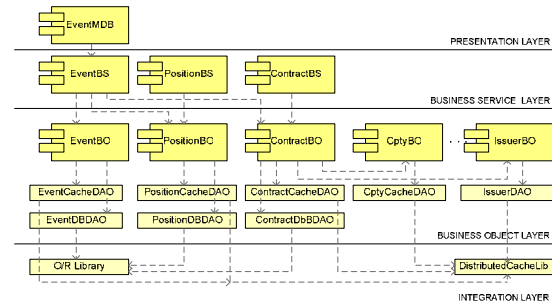 EventMDB
PRESENTATION LAYER
EventBS
PositionBS
ContractBS
BUSINESS SERVICE LAYER
EventBO
PositionBO
ContractBO
CptyBO
...
IssuerBO
EventCacheDAO
PositionCacheDAO
ContractCacheDAO
CptyCacheDAO
IssuerDAO
EventDBDAO
PositionDBDAO
ContractDbBDAO
BUSINESS OBJECT LAYER
O/R Library
DistributedCacheLib
INTEGRATION LAYER